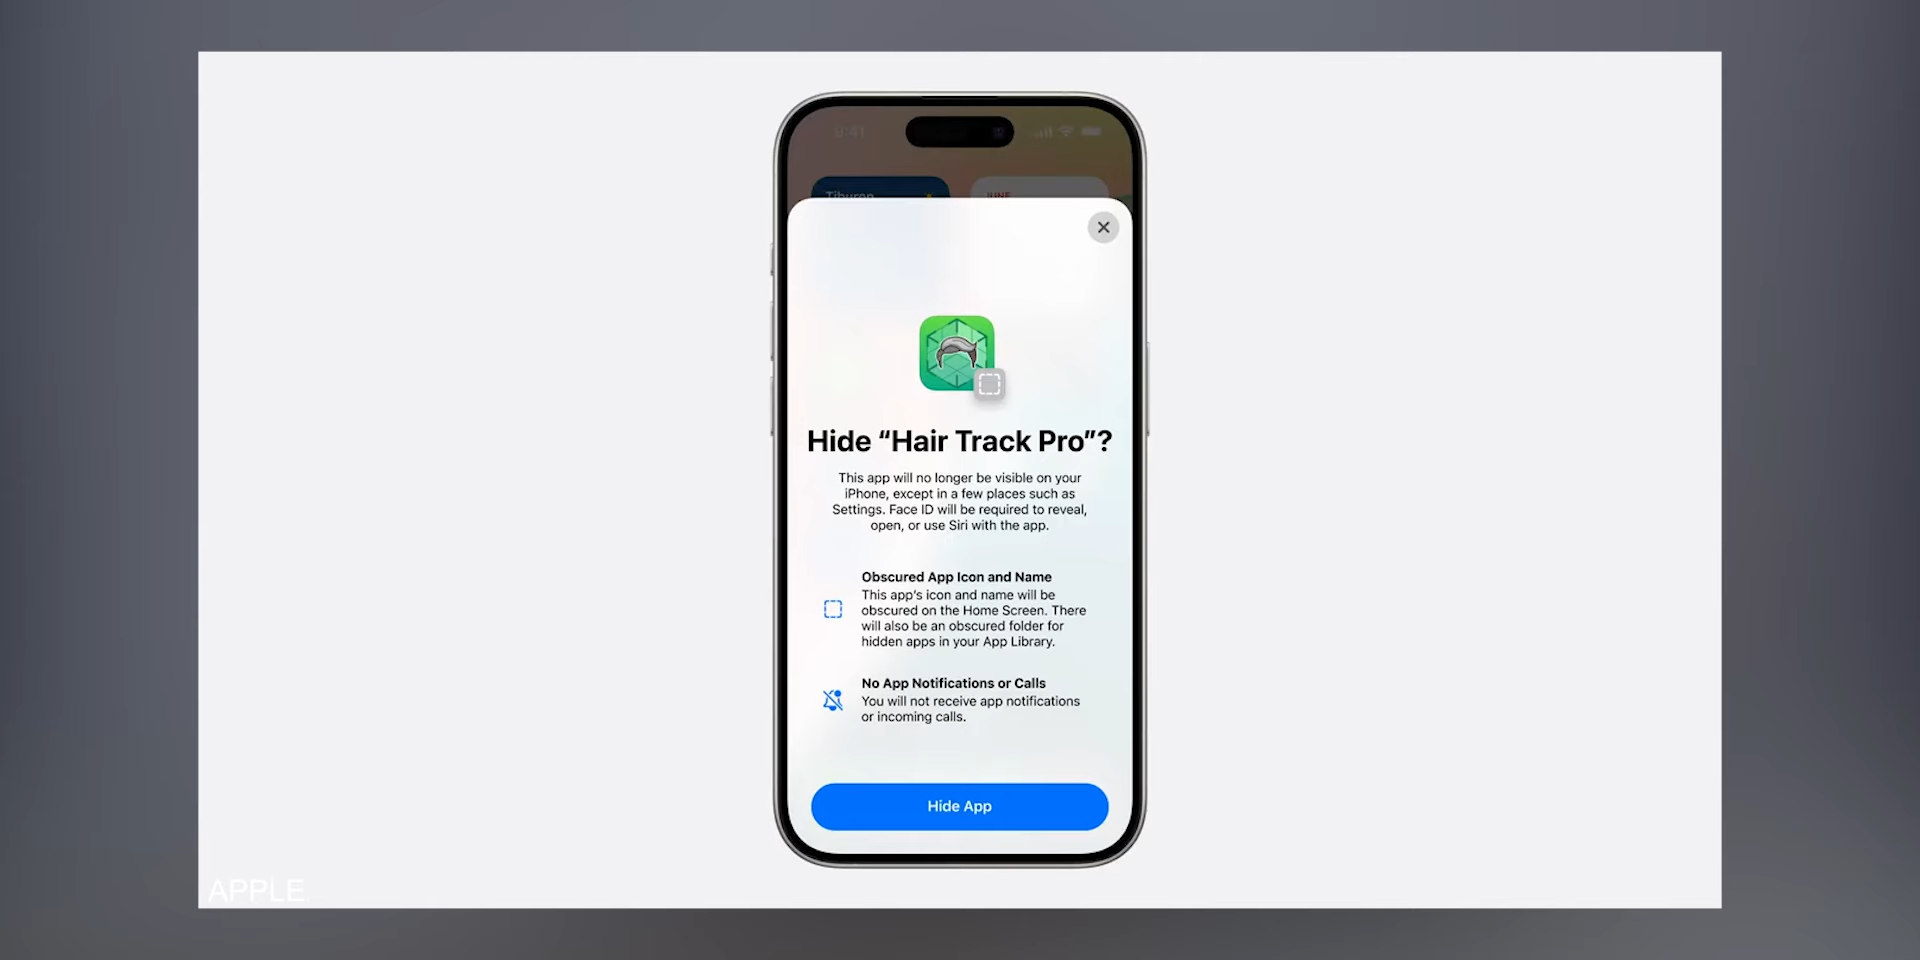 9:41
Tiburon
JUNE
Hide “Hair Track Pro”?
This app will no longer be visible on your
iPhone, except in a few places such as
Settings. Face ID will be required to reveal,
open, or use Siri with the app.
Obscured App Icon and Name
This app’s icon and name will be
obscured on the Home Screen. There
will also be an obscured folder for
hidden apps in your App Library.
No App Notifications or Calls
You will not receive app notifications
or incoming calls.
Hide App
APPLE